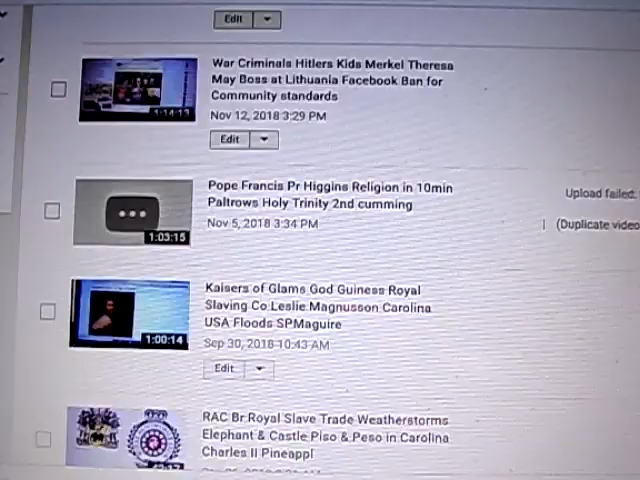 Edit
War Criminals Hitlers Kids Merkel Theresa
May Boss at Lithuania Facebook Ban for
Community standards
1:14:13
Nov 12, 2018 3:29 PM
Edit
Pope Francis Pr Higgins Religion in 10min
Paltrows Holy Trinity 2nd cumming
Nov 5, 2018 3:34 PM
1:03:15
Upload failed:
(Duplicate video
Kaisers of Glams God Guiness Royal
Slaving Co Leslie Magnusson Carolina
USA Floods SPMaguire
1:00:14
Sep 30, 2018 10:43 AM
Edit
RAC Br Royal Slave Trade Weatherstorms
Elephant & Castle Piso & Peso in Carolina
Charles II Pineappl